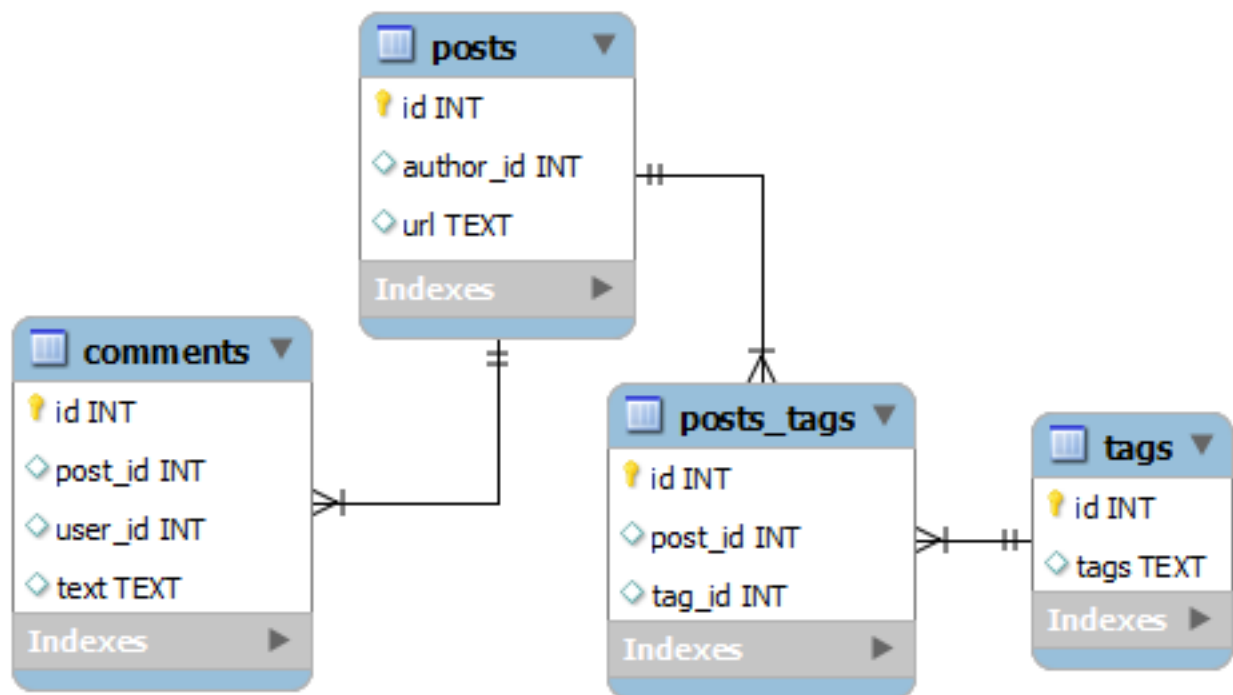 posts
id INT
author_id INT
url TEXT
Indexes
comments
id INT
post_id INT
user_id INT
text TEXT
Indexes
posts_tags
id INT
post_id INT
tag_id INT
Indexes
tags
id INT
tags TEXT
Indexes